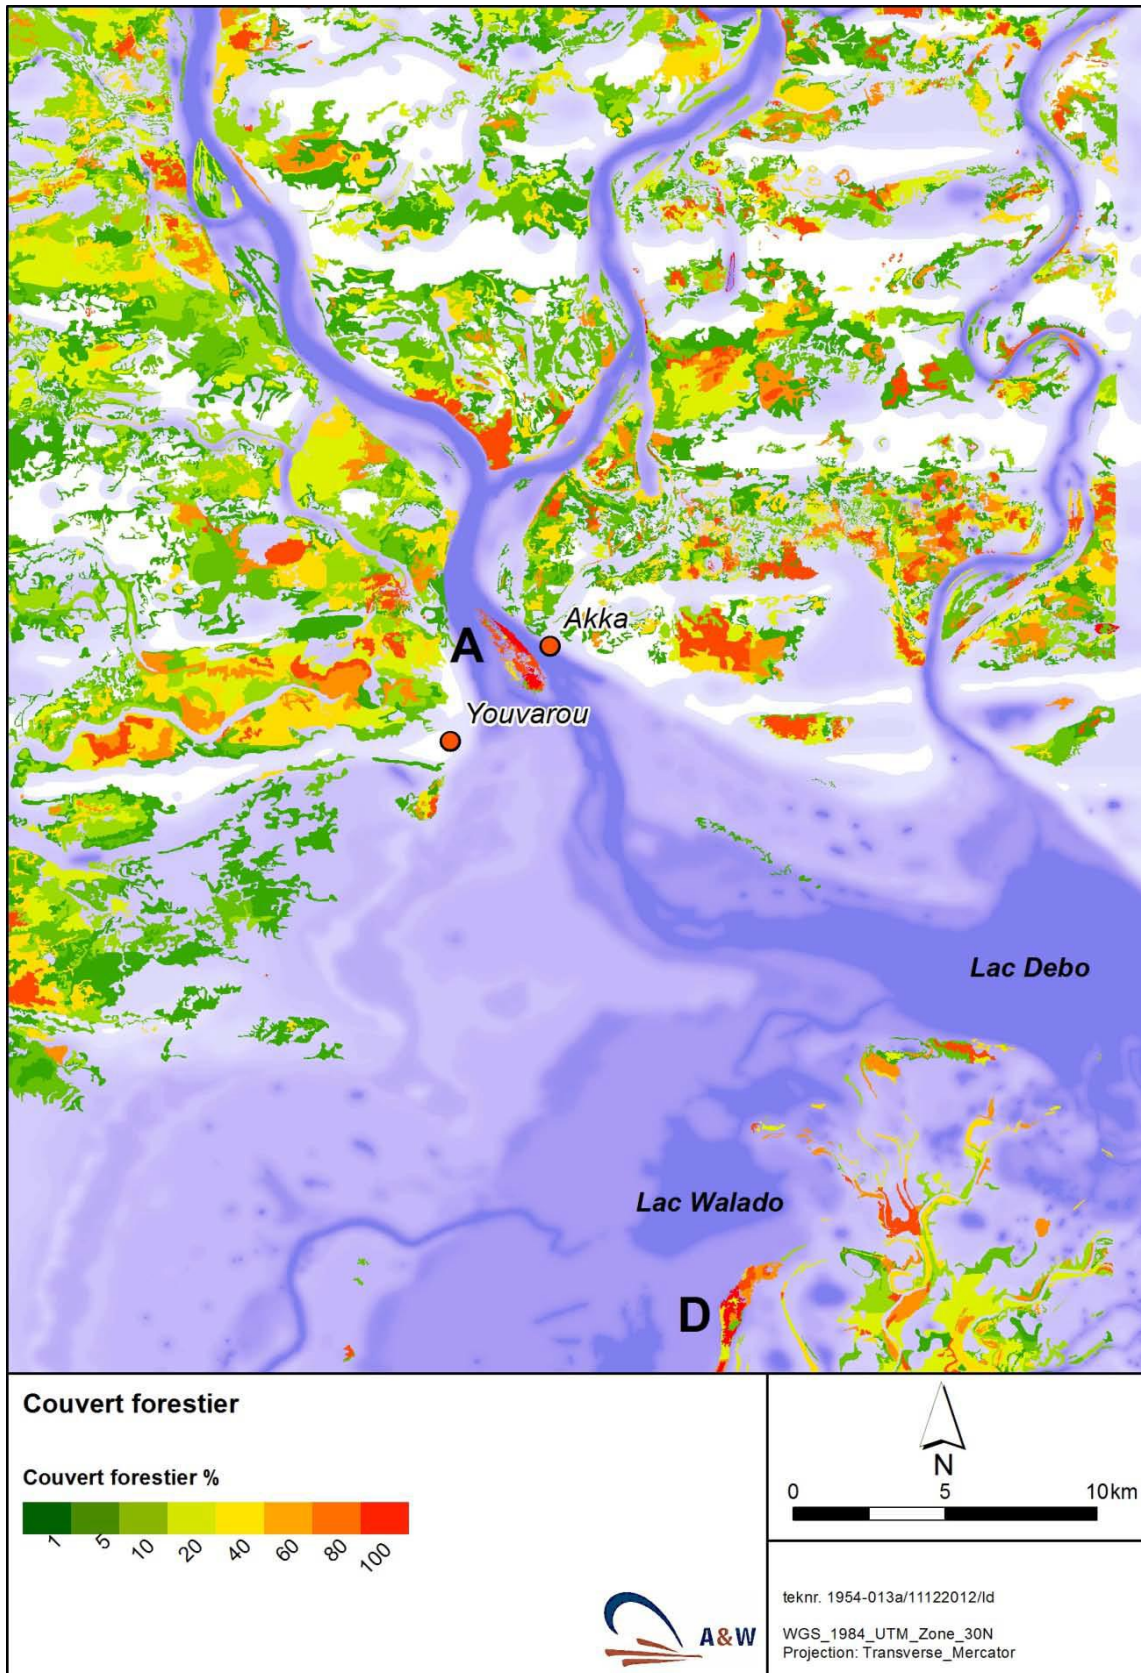 A
Akka
Youvarou
Lac Debo
Lac Walado
D
Couvert forestier
Couvert forestier %
1 5 10 20 40 60 80 100
N
0 5 10km
A&W
teknr. 1954-013a/11122012/ld
WGS_1984_UTM_Zone_30N
Projection: Transverse_Mercator